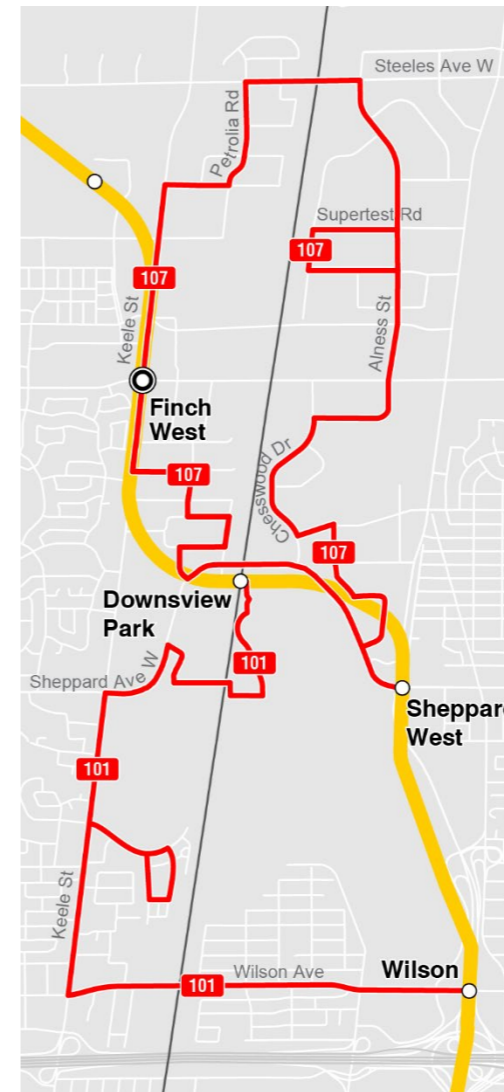 Steeles Ave W
Petrolia Rd
Supertest Rd
107
107
Keele St
Alness St
Finch
West
107
Chesswood Dr
107
Downsview
Park
101
Sheppard Ave W
Sheppar
West
101
Keele St
Wilson Ave
Wilson
101